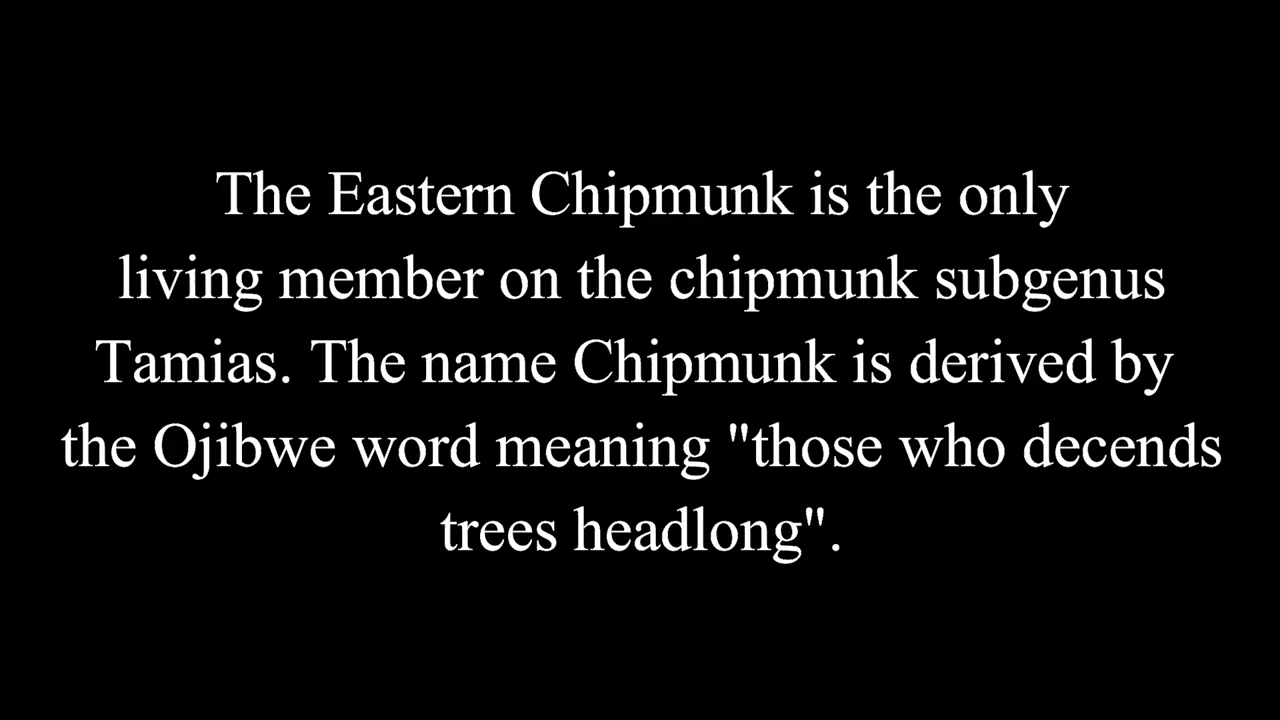 The Eastern Chipmunk is the only
living member on the chipmunk subgenus
Tamias. The name Chipmunk is derived by
the Ojibwe word meaning "those who decends
trees headlong".